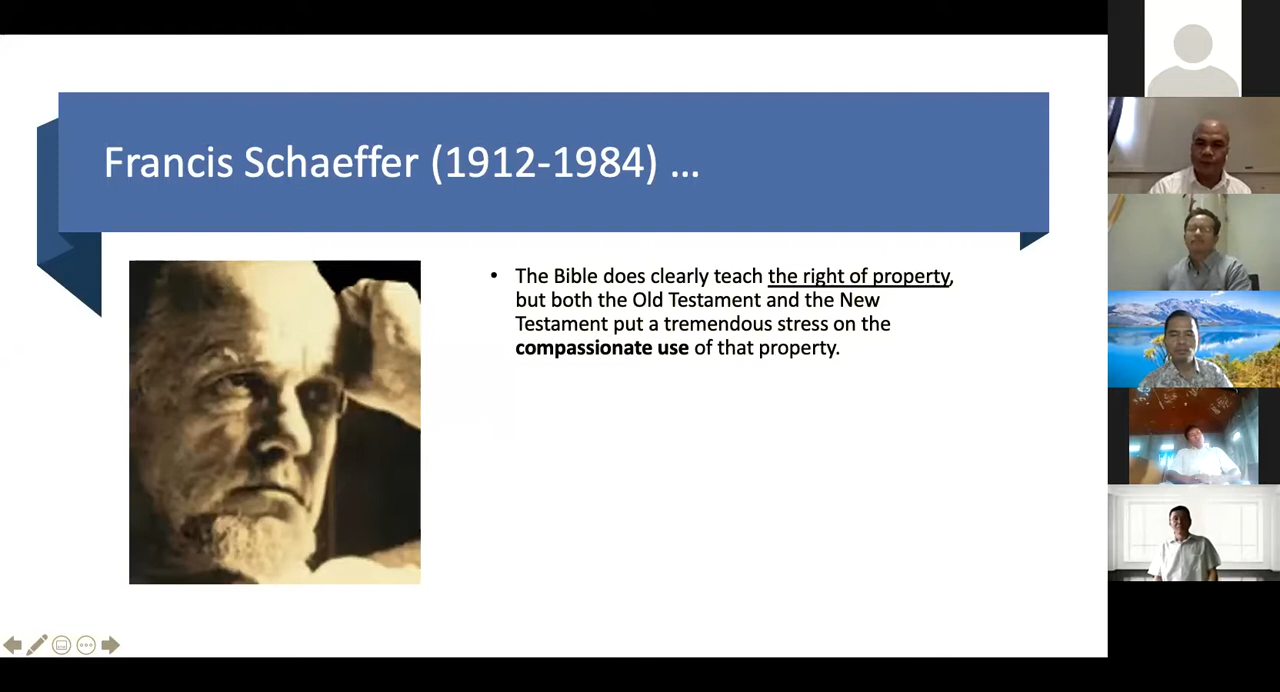 Francis Schaeffer (1912-1984) ...
• The Bible does clearly teach the right of property,
but both the Old Testament and the New
Testament put a tremendous stress on the
compassionate use of that property.